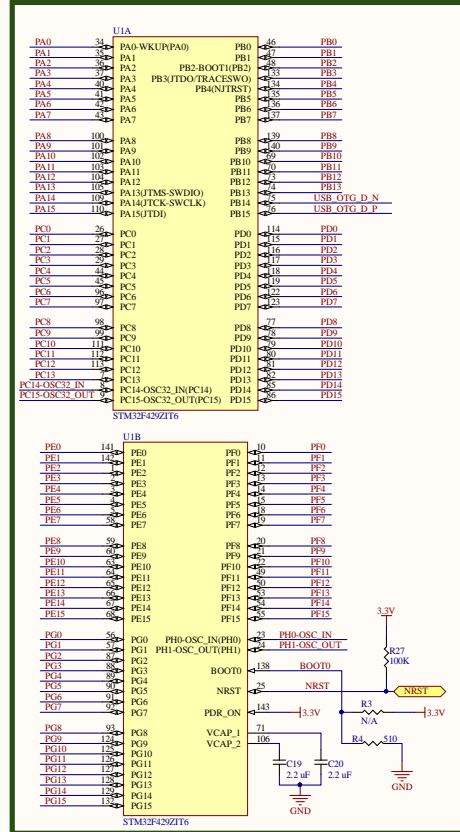 U1A
PA0 34 PA0-WKUP(PA0) PB0 46 PB0
PA1 35 PA1 PB1 47 PB1
PA2 36 PA2 PB2-BOOT1(PB2) 48 PB2
PA3 37 PA3 PB3(JTDO/TRACESWO) 133 PB3
PA4 40 PA4 PB4(NJTRST) 134 PB4
PA5 41 PA5 PB5 135 PB5
PA6 42 PA6 PB6 136 PB6
PA7 43 PA7 PB7 137 PB7
PA8 100 PA8 PB8 139 PB8
PA9 101 PA9 PB9 140 PB9
PA10 102 PA10 PB10 69 PB10
PA11 103 PA11 PB11 70 PB11
PA12 104 PA12 PB12 73 PB12
PA13 105 PA13(JTMS-SWDIO) PB13 74 PB13
PA14 109 PA14(JTCK-SWCLK) PB14 75 USB_OTG_D_N
PA15 110 PA15(JTDI) PB15 76 USB_OTG_D_P
PC0 26 PC0 PD0 114 PD0
PC1 27 PC1 PD1 115 PD1
PC2 28 PC2 PD2 116 PD2
PC3 29 PC3 PD3 117 PD3
PC4 44 PC4 PD4 118 PD4
PC5 45 PC5 PD5 119 PD5
PC6 96 PC6 PD6 122 PD6
PC7 97 PC7 PD7 123 PD7
PC8 98 PC8 PD8 77 PD8
PC9 99 PC9 PD9 78 PD9
PC10 111 PC10 PD10 79 PD10
PC11 112 PC11 PD11 80 PD11
PC12 113 PC12 PD12 81 PD12
PC13 7 PC13 PD13 82 PD13
PC14-OSC32_IN 8 PC14-OSC32_IN(PC14) PD14 85 PD14
PC15-OSC32_OUT 9 PC15-OSC32_OUT(PC15) PD15 86 PD15
STM32F429ZIT6
U1B
PE0 141 PE0 PF0 10 PF0
PE1 142 PE1 PF1 11 PF1
PE2 1 PE2 PF2 12 PF2
PE3 2 PE3 PF3 13 PF3
PE4 3 PE4 PF4 14 PF4
PE5 4 PE5 PF5 15 PF5
PE6 5 PE6 PF6 18 PF6
PE7 58 PE7 PF7 19 PF7
PE8 59 PE8 PF8 20 PF8
PE9 60 PE9 PF9 21 PF9
PE10 63 PE10 PF10 22 PF10
PE11 64 PE11 PF11 49 PF11
PE12 65 PE12 PF12 50 PF12
PE13 66 PE13 PF13 53 PF13
PE14 67 PE14 PF14 54 PF14
PE15 68 PE15 PF15 55 PF15
3.3V
PG0 56 PG0 PH0-OSC_IN(PH0) 23 PH0-OSC_IN
PG1 57 PG1 PH1-OSC_OUT(PH1) 24 PH1-OSC_OUT
R27
100K
PG2 87 PG2
PG3 88 PG3 BOOT0 138 BOOT0
PG4 89 PG4
PG5 90 PG5 NRST 25 NRST NRST
PG6 91 PG6
PG7 92 PG7 PDR_ON 143 3.3V
R3
N/A
3.3V
PG8 93 PG8 VCAP_1 71
PG9 124 PG9 VCAP_2 106
R4 510
PG10 125 PG10
PG11 126 PG11
PG12 127 PG12
PG13 128 PG13
PG14 129 PG14
PG15 132 PG15
C19
2.2 uF
C20
2.2 uF
GND
GND
STM32F429ZIT6